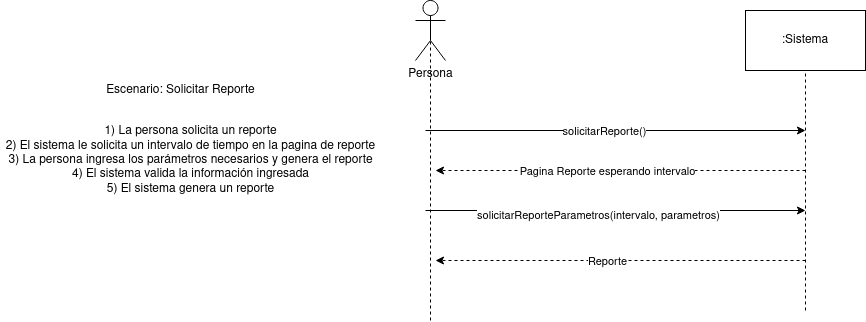 Persona
:Sistema
Escenario: Solicitar Reporte
1) La persona solicita un reporte
2) El sistema le solicita un intervalo de tiempo en la pagina de reporte
3) La persona ingresa los parámetros necesarios y genera el reporte
4) El sistema valida la información ingresada
5) El sistema genera un reporte
solicitarReporte()
Pagina Reporte esperando intervalo
solicitarReporteParametros(intervalo, parametros)
Reporte